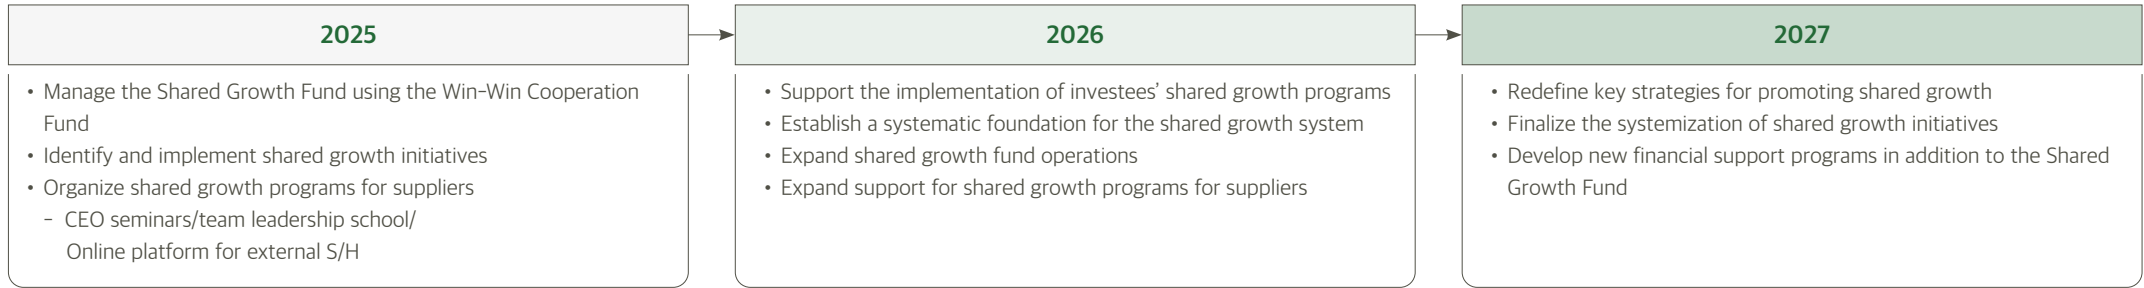 2025
• Manage the Shared Growth Fund using the Win-Win Cooperation
Fund
• Identify and implement shared growth initiatives
• Organize shared growth programs for suppliers
- CEO seminars/team leadership school/
Online platform for external S/H
2026
• Support the implementation of investees’ shared growth programs
• Establish a systematic foundation for the shared growth system
• Expand shared growth fund operations
• Expand support for shared growth programs for suppliers
2027
• Redefine key strategies for promoting shared growth
• Finalize the systemization of shared growth initiatives
• Develop new financial support programs in addition to the Shared
Growth Fund